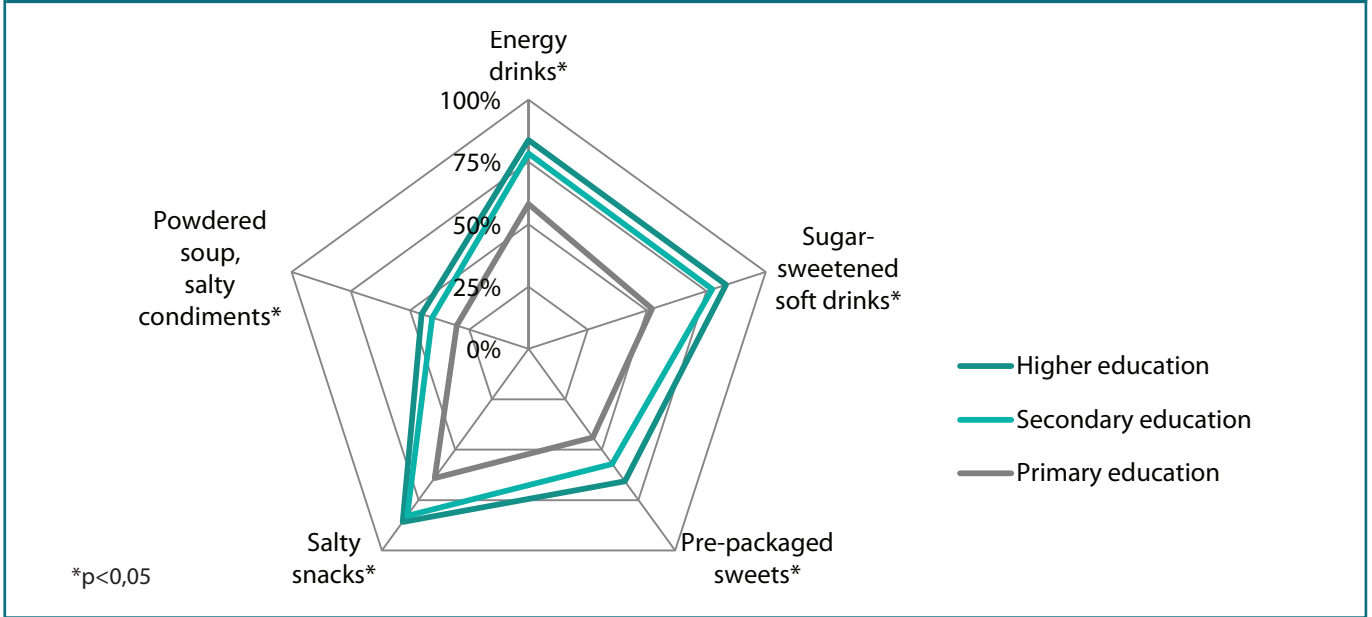 Energy
drinks*
100%
75%
50%
25%
0%
Sugar-
sweetened
soft drinks*
Pre-packaged
sweets*
Salty
snacks*
Powdered
soup,
salty
condiments*
Higher education
Secondary education
Primary education
*p<0,05